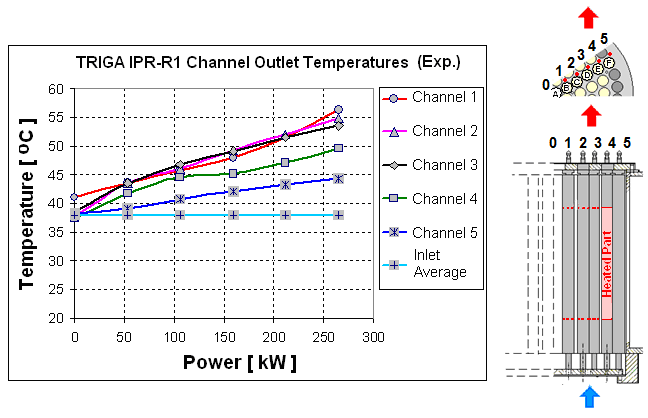 TRIGA IPR-R1 Channel Outlet Temperatures (Exp.)
Temperature [ ºC ]
60
55
50
45
40
35
30
25
20
0 50 100 150 200 250 300
Power [ kW ]
Channel 1
Channel 2
Channel 3
Channel 4
Channel 5
Inlet
Average
0 1 2 3 4 5
A B C D E F
0 1 2 3 4 5
Heated Part